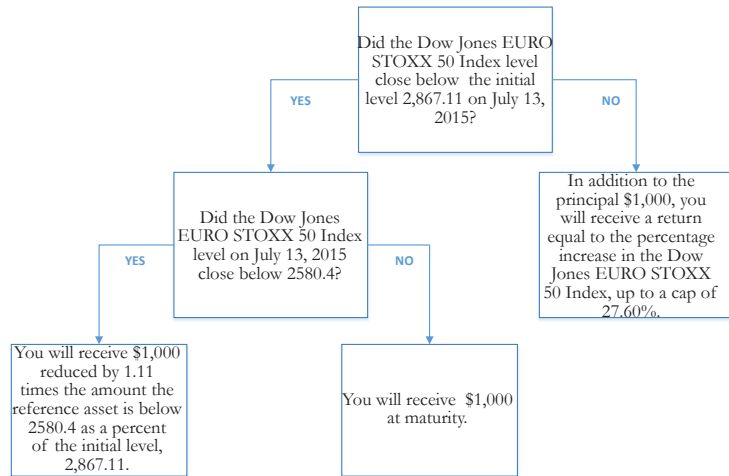 Did the Dow Jones EURO
STOXX 50 Index level
close below the initial
level 2,867.11 on July 13,
2015?
YES
NO
Did the Dow Jones
EURO STOXX 50 Index
level on July 13, 2015
close below 2580.4?
In addition to the
principal $1,000, you
will receive a return
equal to the percentage
increase in the Dow
Jones EURO STOXX
50 Index, up to a cap of
27.60%.
YES
NO
You will receive $1,000
reduced by 1.11
times the amount the
reference asset is below
2580.4 as a percent
of the initial level,
2,867.11.
You will receive $1,000
at maturity.